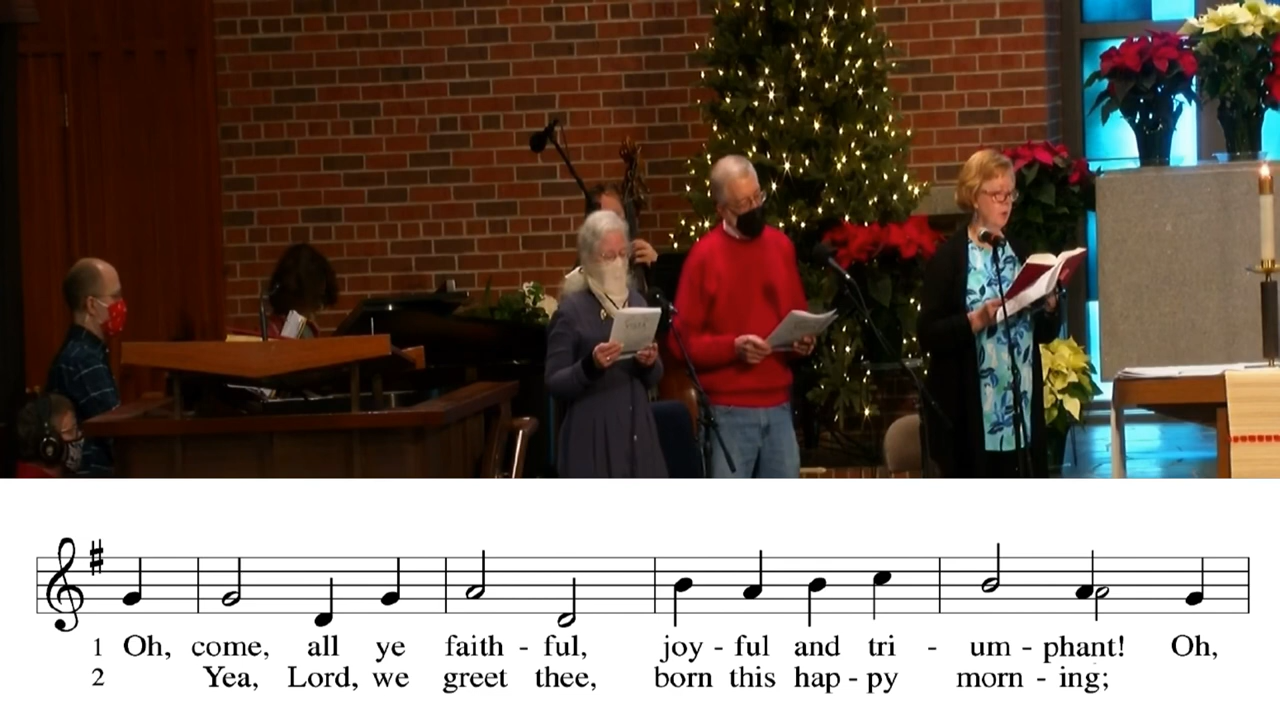 1 Oh, come, all ye faith - ful, joy - ful and tri - um - phant! Oh,
2 Yea, Lord, we greet thee, born this hap - py morn - ing;